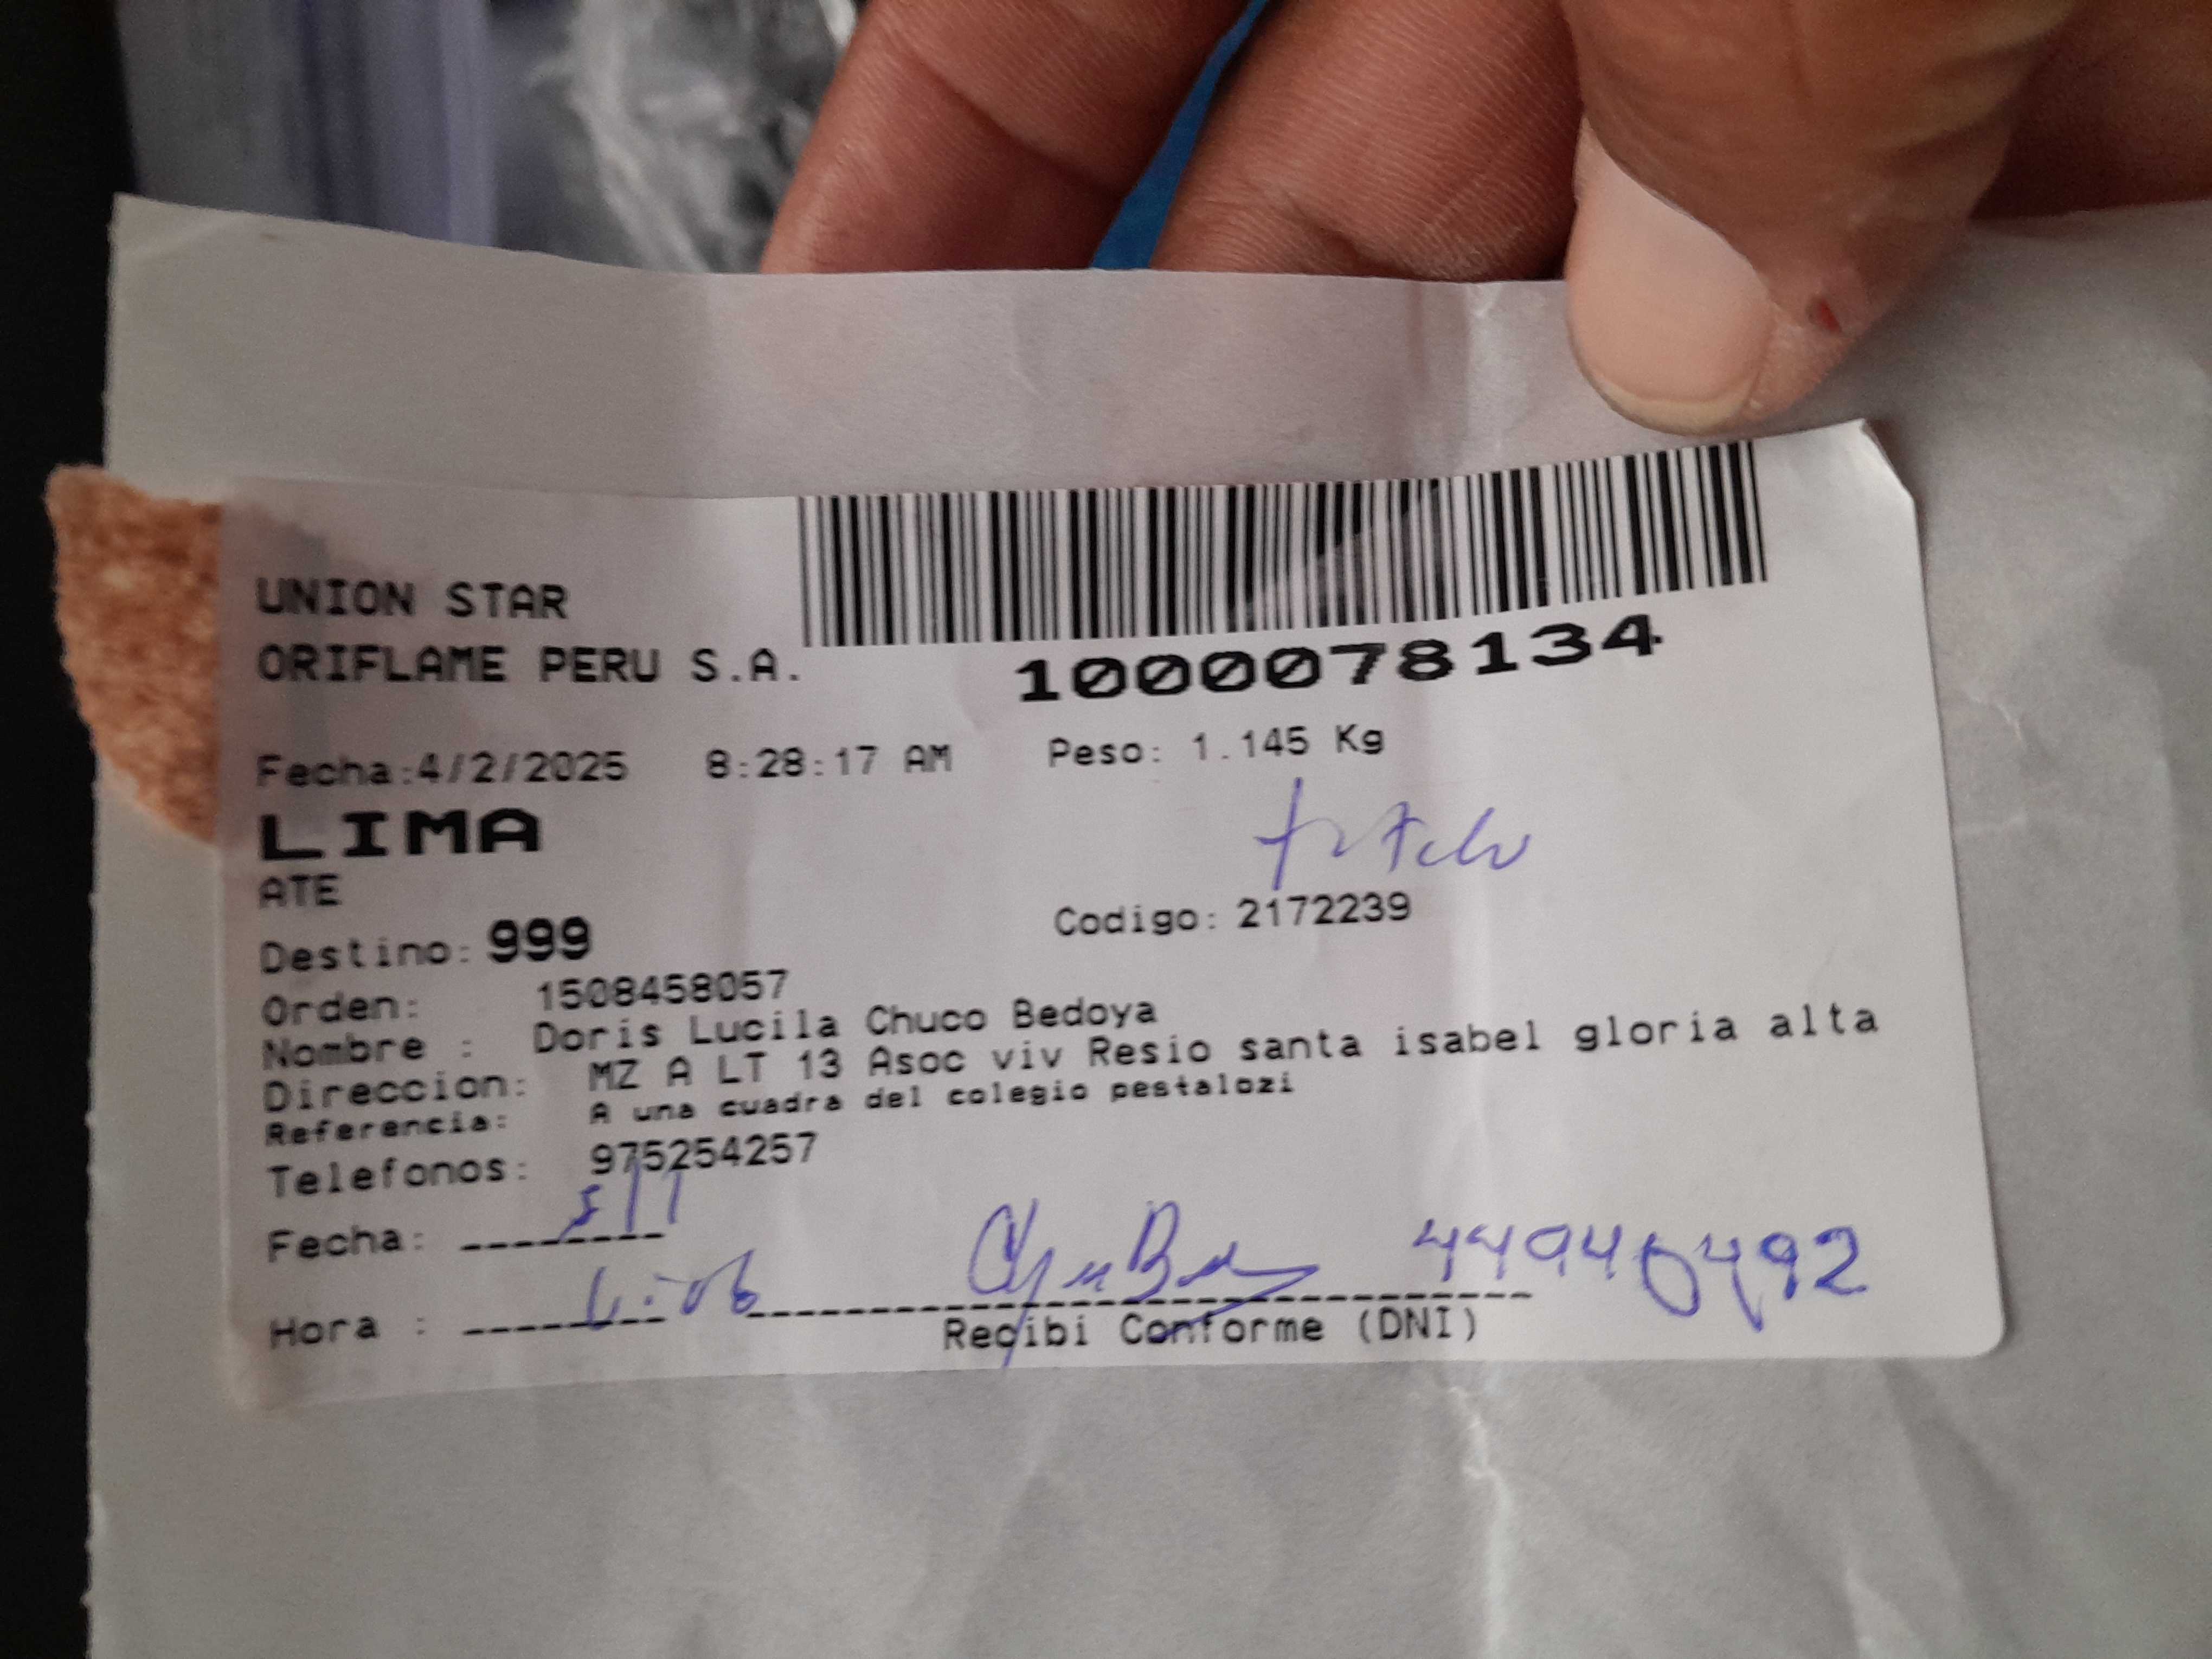 UNION STAR
ORIFLAME PERU S.A.
1000078134
Fecha:4/2/2025 8:28:17 AM Peso: 1.145 Kg
LIMA
ATE
Destino: 999 Codigo: 2172239
Orden: 1508458057
Nombre : Doris Lucila Chuco Bedoya
Direccion: MZ A LT 13 Asoc viv Resio santa isabel gloria alta
Referencia: A una cuadra del colegio pestalozi
Telefonos: 975254257
Fecha:
Hora :
Recibi Conforme (DNI)